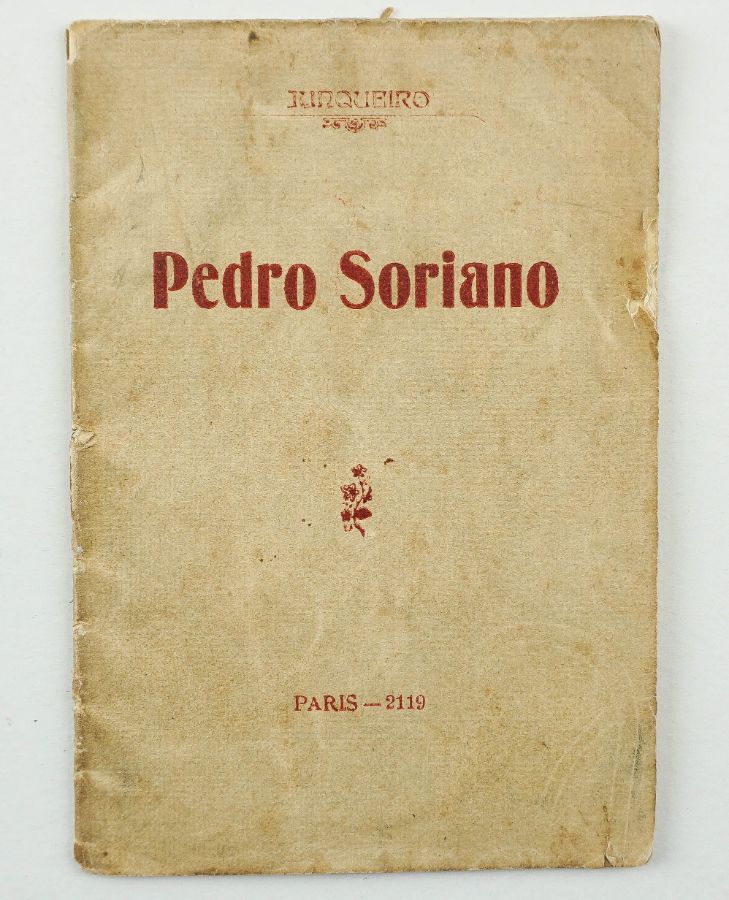 JUNQUEIRO
Pedro Soriano
PARIS — 2119